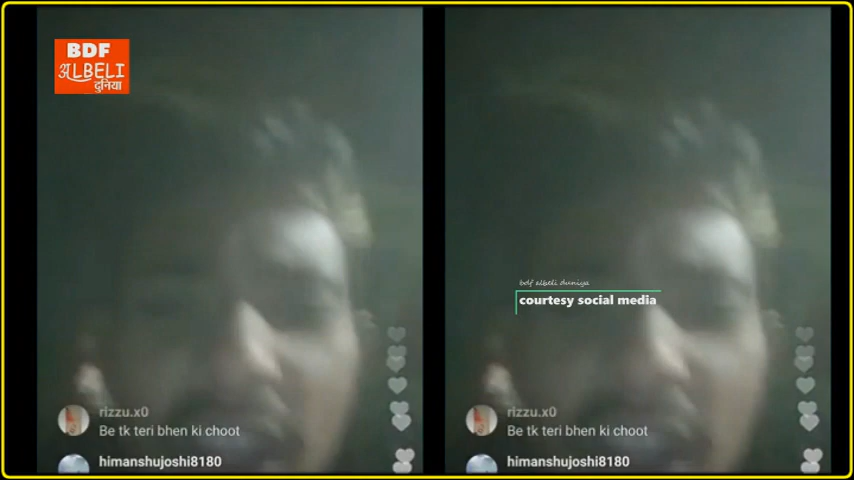 BDF
अLBELI
दुनिया
bdf albeli duniya
courtesy social media
rizzu.x0
Be tk teri bhen ki choot
himanshujoshi8180
rizzu.x0
Be tk teri bhen ki choot
himanshujoshi8180